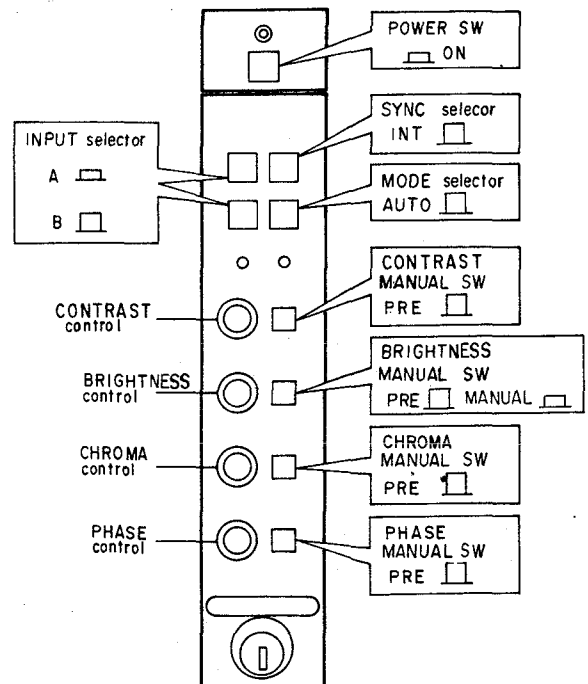 POWER SW
ON
SYNC selecor
INT
INPUT selector
A
B
MODE selector
AUTO
CONTRAST
MANUAL SW
PRE
CONTRAST
control
BRIGHTNESS
MANUAL SW
PRE MANUAL
BRIGHTNESS
control
CHROMA
MANUAL SW
PRE
CHROMA
control
PHASE
MANUAL SW
PRE
PHASE
control